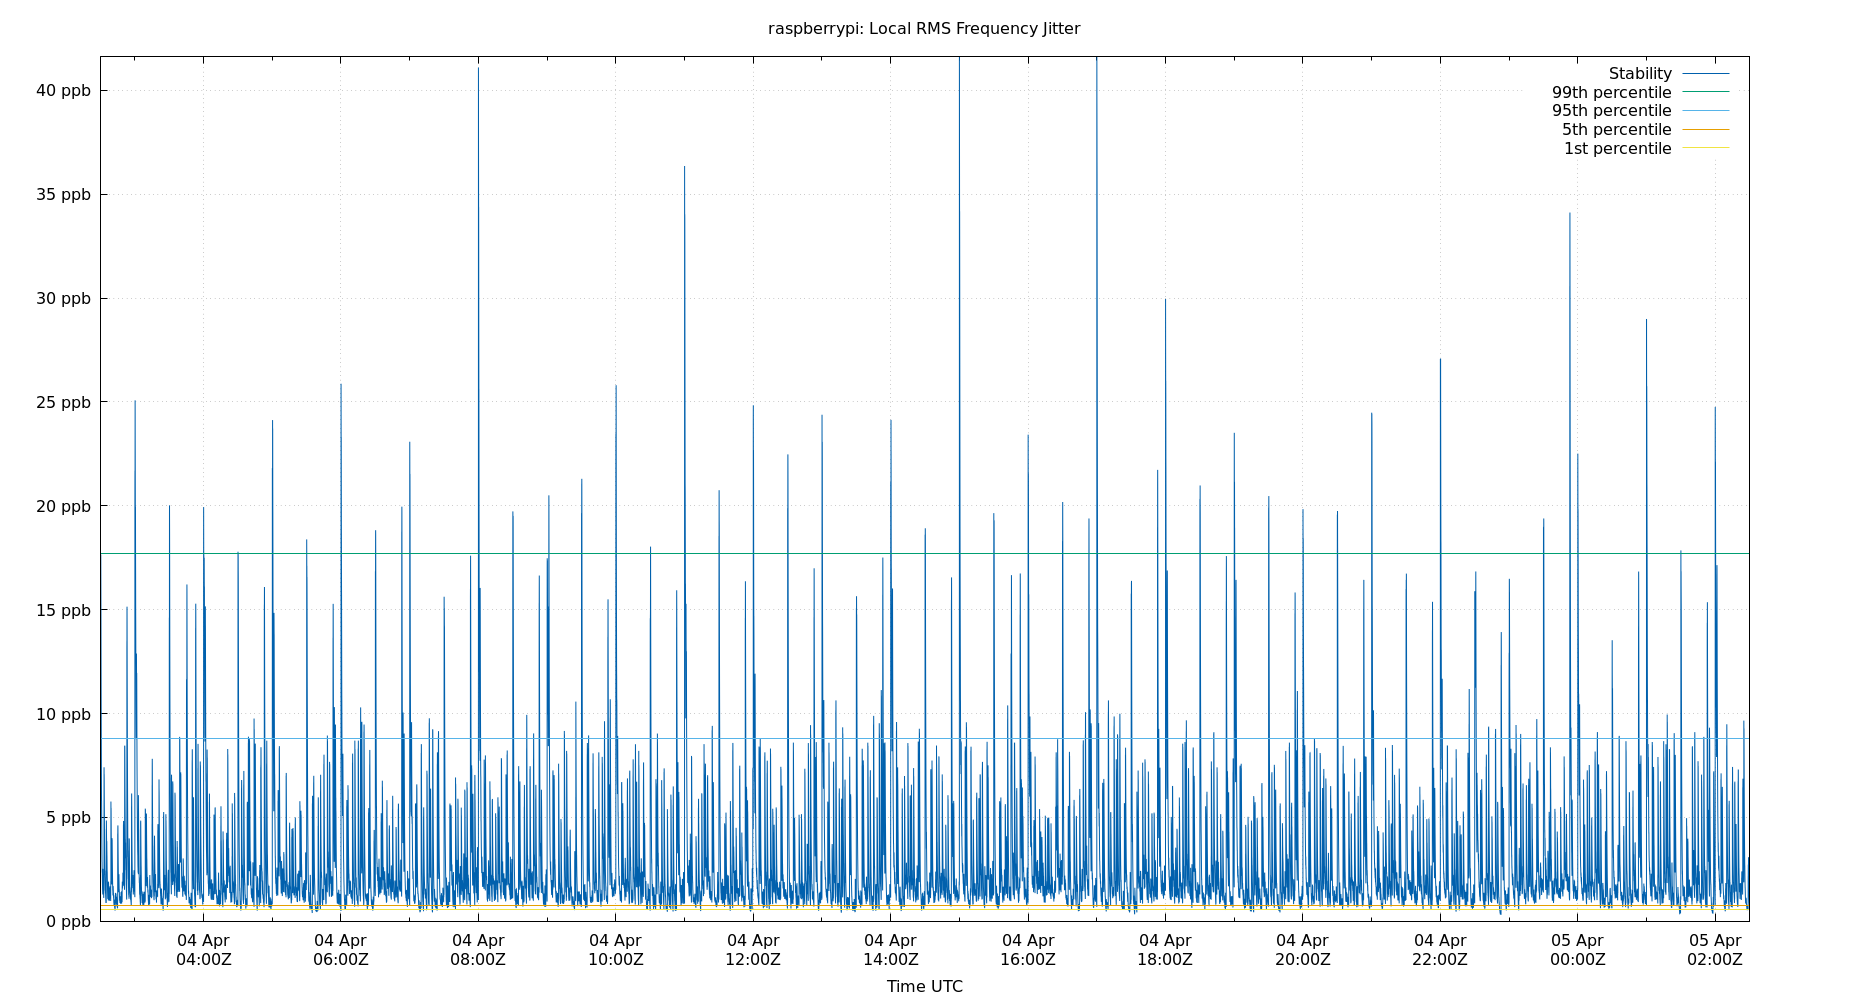 raspberrypi: Local RMS Frequency Jitter
Stability
99th percentile
95th percentile
5th percentile
1st percentile
40 ppb
35 ppb
30 ppb
25 ppb
20 ppb
15 ppb
10 ppb
5 ppb
0 ppb
04 Apr 04 Apr 04 Apr 04 Apr 04 Apr 04 Apr 04 Apr 04 Apr 04 Apr 04 Apr 05 Apr 05 Apr
04:00Z 06:00Z 08:00Z 10:00Z 12:00Z 14:00Z 16:00Z 18:00Z 20:00Z 22:00Z 00:00Z 02:00Z
Time UTC